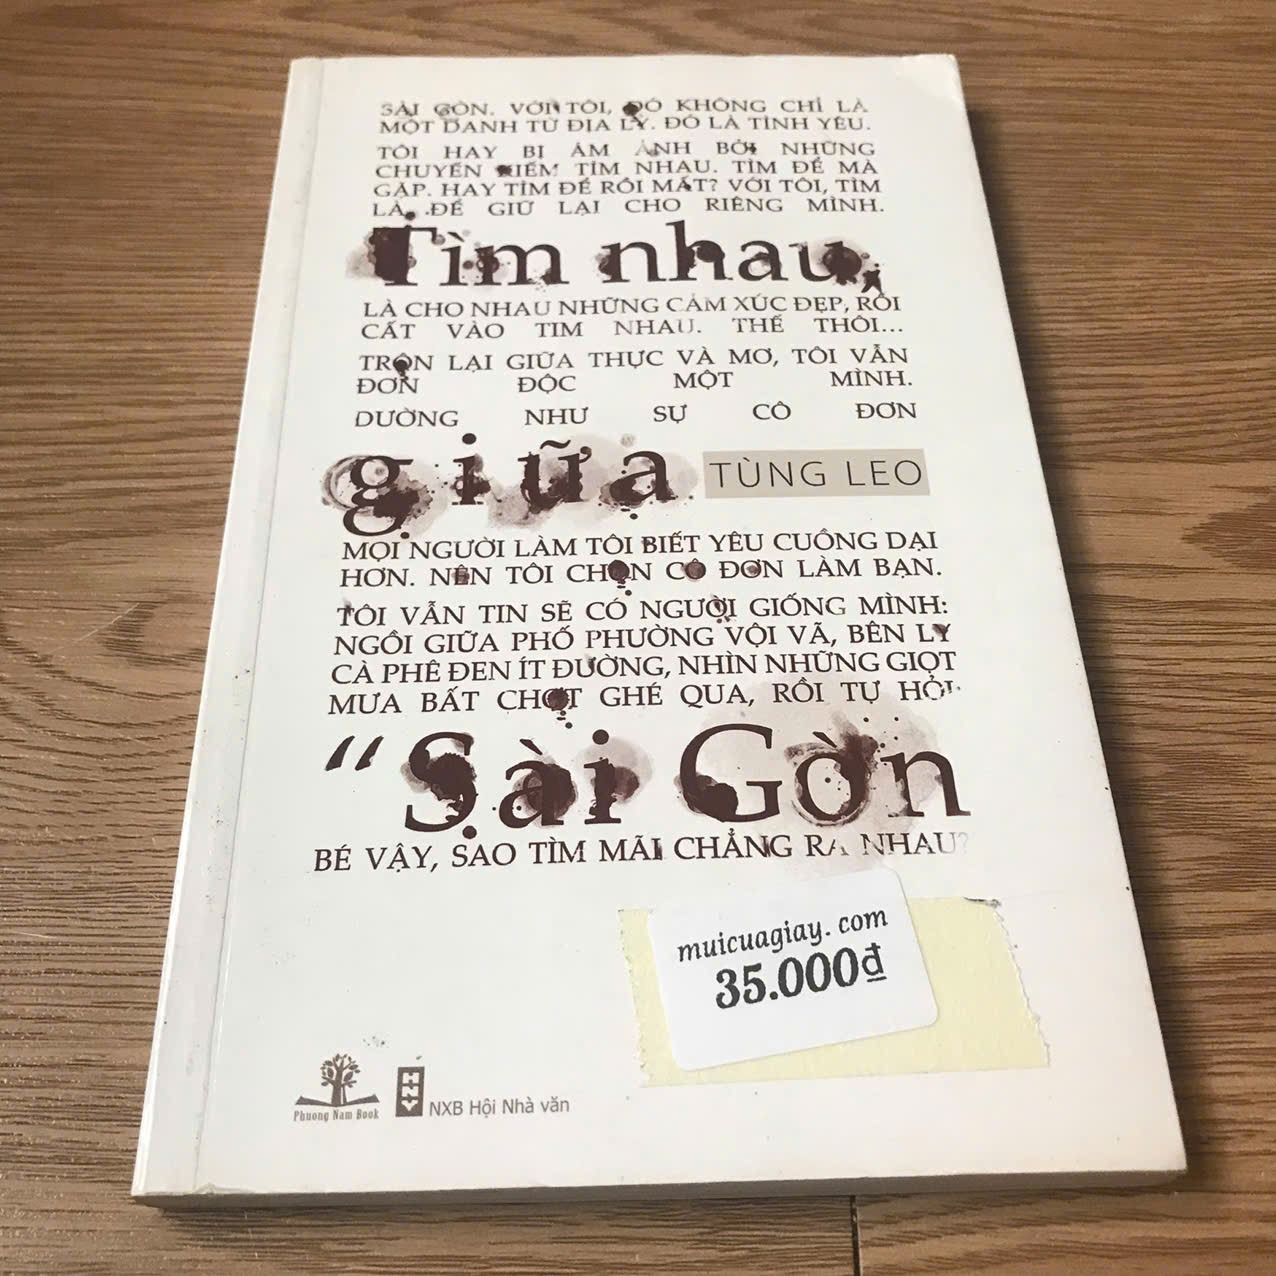 SÀI GÒN. VỚI TÔI, ĐÓ KHÔNG CHỈ LÀ
MỘT DANH TỪ ĐỊA LÝ. ĐÓ LÀ TÌNH YÊU.
TÔI HAY BỊ ÁM ẢNH BỞI NHỮNG
CHUYẾN KIẾM TÌM NHAU. TÌM ĐỂ MÀ
GẶP. HAY TÌM ĐỂ RỒI MẤT? VỚI TÔI, TÌM
LÀ ĐỂ GIỮ LẠI CHO RIÊNG MÌNH.
Tìm nhau,
LÀ CHO NHAU NHỮNG CẢM XÚC ĐẸP, RỒI
CẤT VÀO TIM NHAU. THẾ THÔI...
TRỘN LẠI GIỮA THỰC VÀ MƠ, TÔI VẪN
ĐƠN ĐỘC MỘT MÌNH.
DƯỜNG NHƯ SỰ CÔ ĐƠN
giữa TÙNG LEO
MỌI NGƯỜI LÀM TÔI BIẾT YÊU CUỒNG DẠI
HƠN. NÊN TÔI CHỌN CÔ ĐƠN LÀM BẠN.
TÔI VẪN TIN SẼ CÓ NGƯỜI GIỐNG MÌNH:
NGỒI GIỮA PHỐ PHƯỜNG VỘI VÃ, BÊN LY
CÀ PHÊ ĐEN ÍT ĐƯỜNG, NHÌN NHỮNG GIỌT
MƯA BẤT CHỢT GHÉ QUA, RỒI TỰ HỎI
"Sài Gòn
BÉ VẬY, SAO TÌM MÃI CHẲNG RA NHAU?
muicuagiay.com
35.000đ
Phuong Nam Book
HNV
NXB Hội Nhà văn